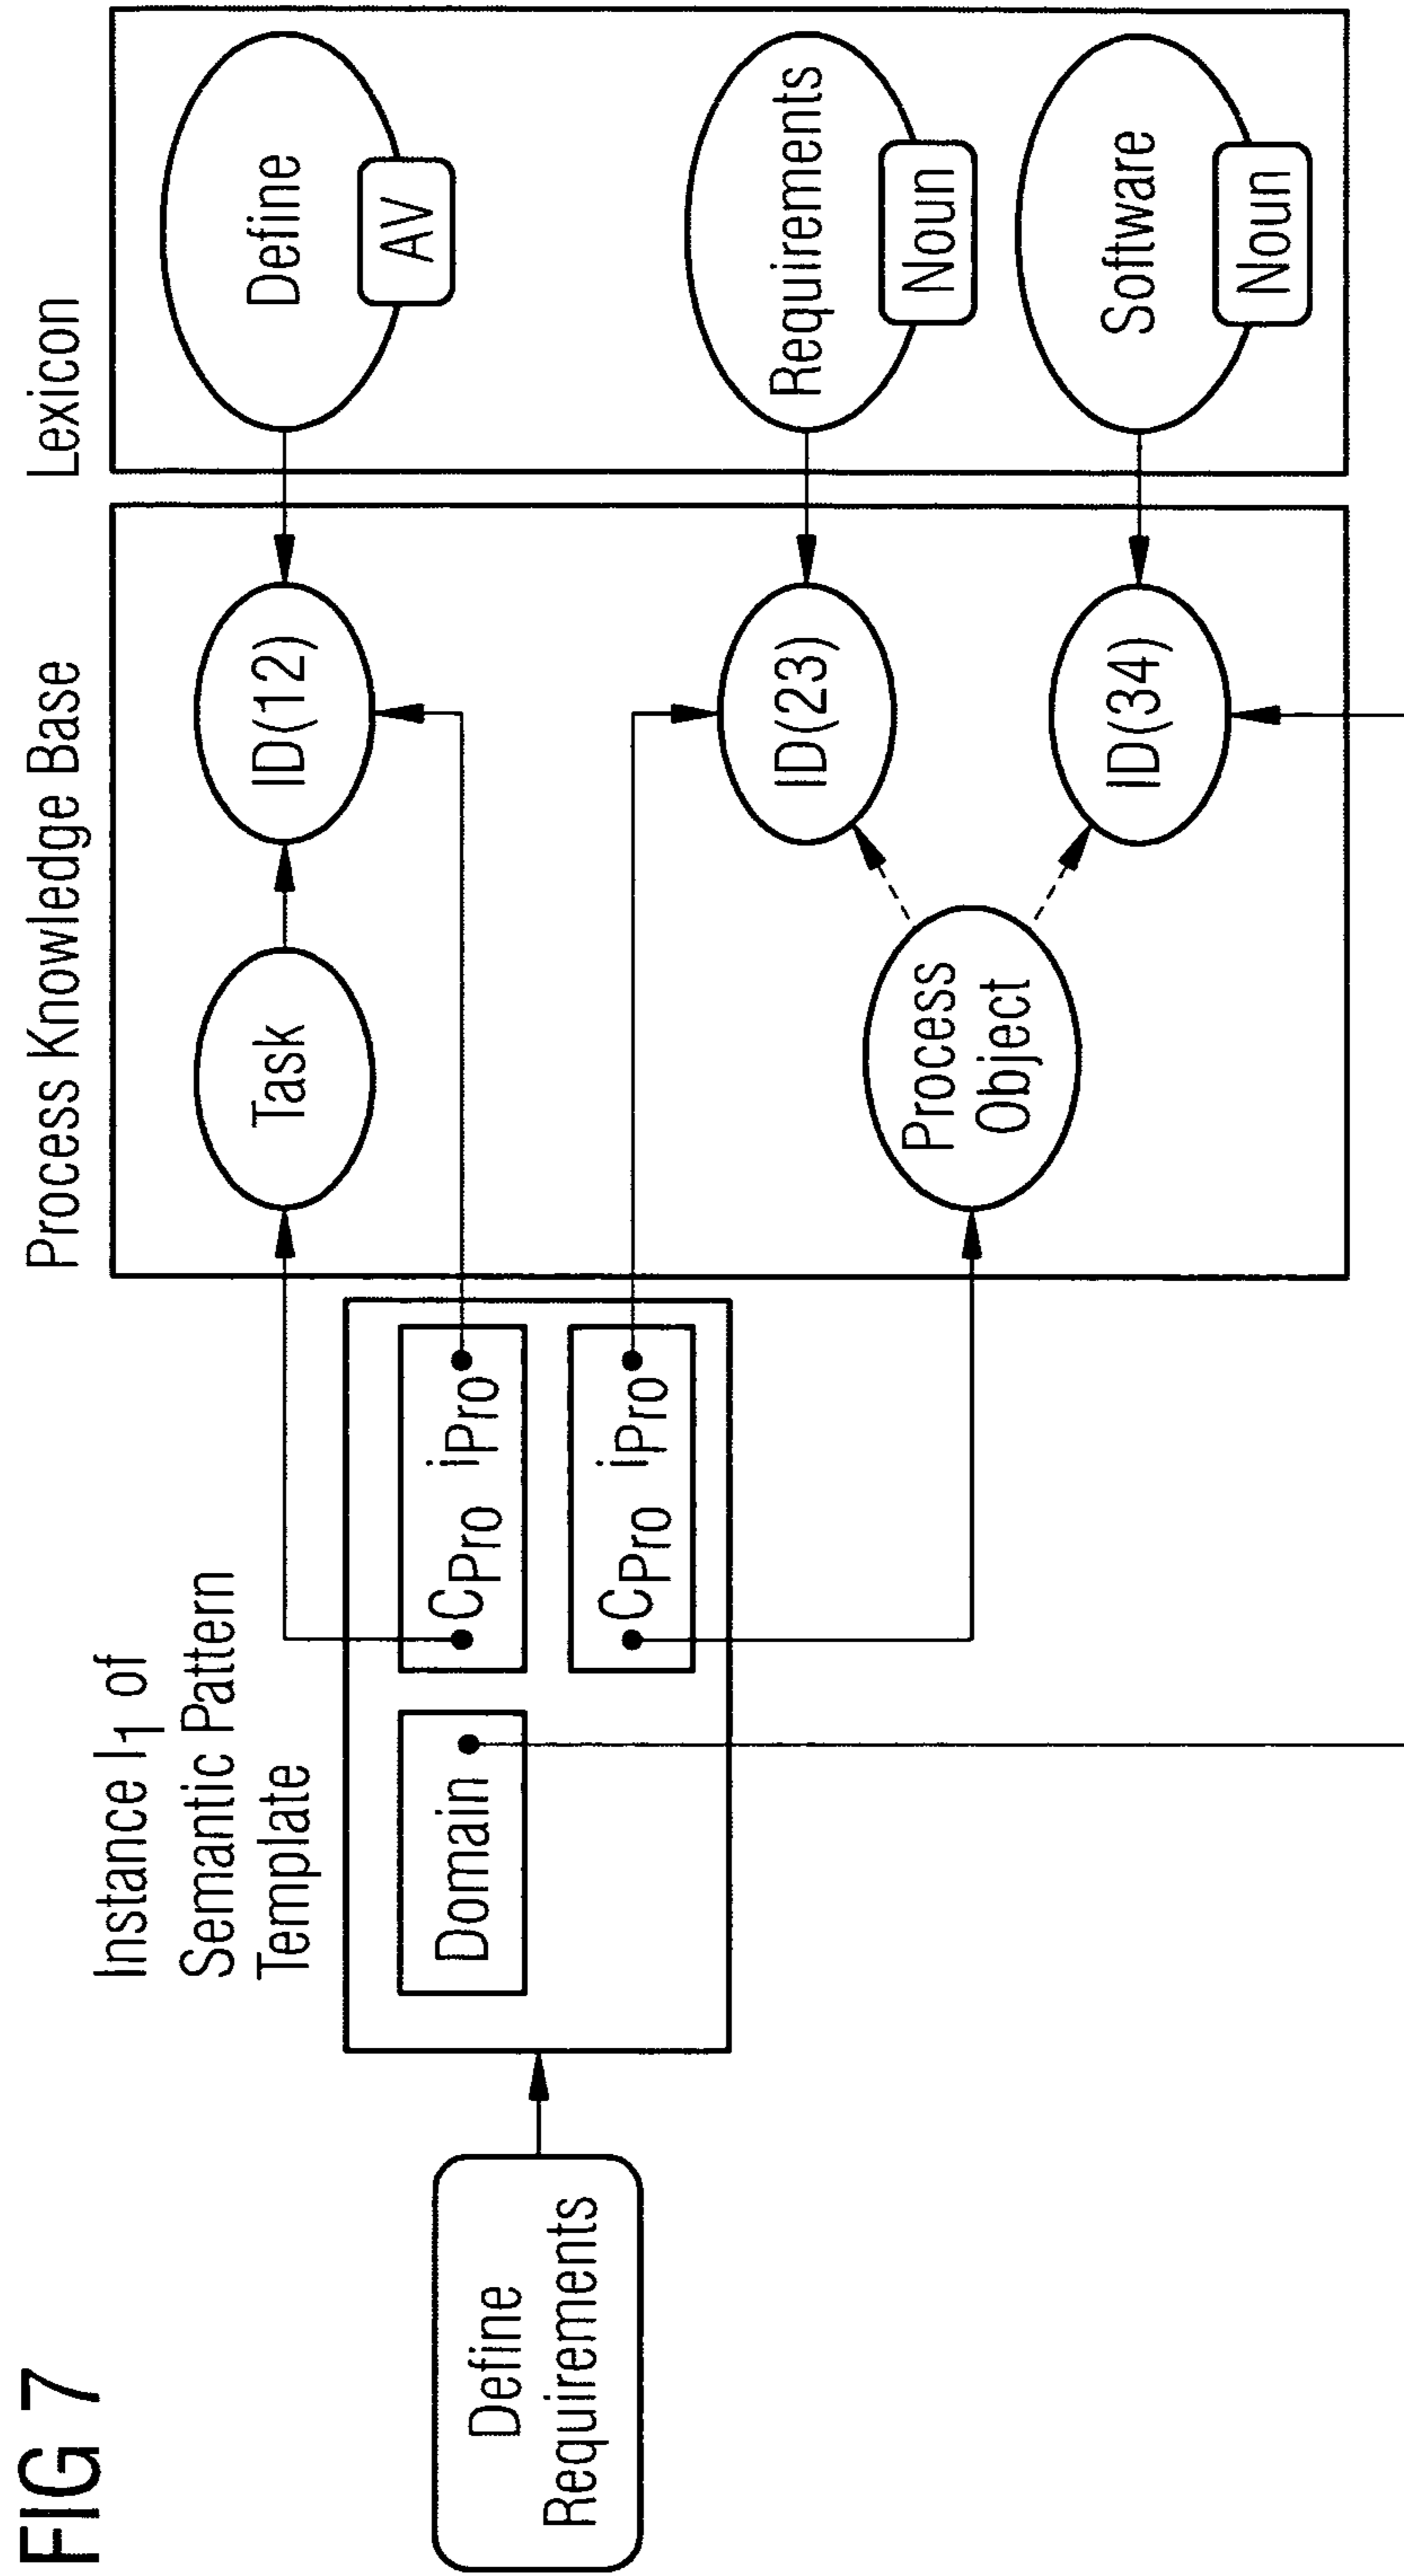 FIG 7
Define
Requirements
Instance I1 of
Semantic Pattern
Template
Domain
CPro iPro
CPro iPro
Process Knowledge Base
Task
ID(12)
Process
Object
ID(23)
ID(34)
Lexicon
Define
AV
Requirements
Noun
Software
Noun